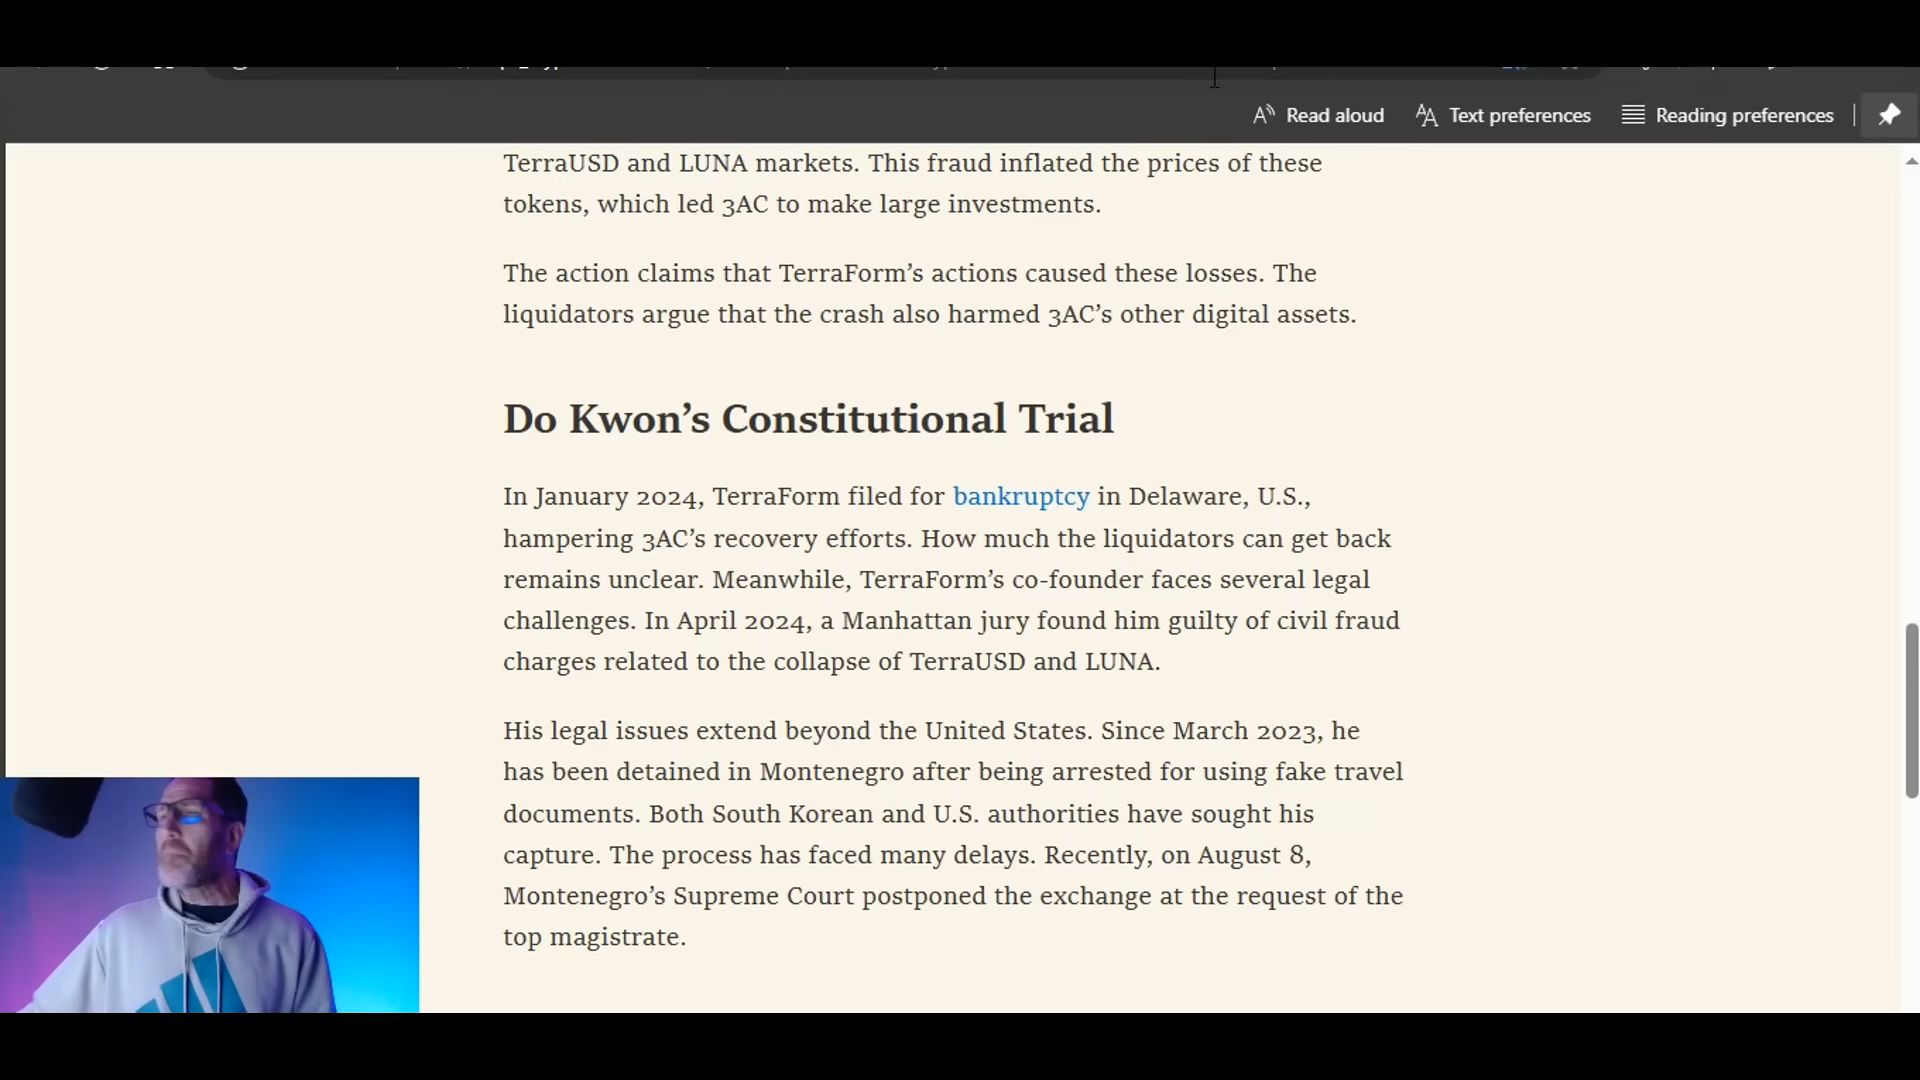 Read aloud
Text preferences
Reading preferences
TerraUSD and LUNA markets. This fraud inflated the prices of these
tokens, which led 3AC to make large investments.
The action claims that TerraForm’s actions caused these losses. The
liquidators argue that the crash also harmed 3AC’s other digital assets.
Do Kwon’s Constitutional Trial
In January 2024, TerraForm filed for bankruptcy in Delaware, U.S.,
hampering 3AC’s recovery efforts. How much the liquidators can get back
remains unclear. Meanwhile, TerraForm’s co-founder faces several legal
challenges. In April 2024, a Manhattan jury found him guilty of civil fraud
charges related to the collapse of TerraUSD and LUNA.
His legal issues extend beyond the United States. Since March 2023, he
has been detained in Montenegro after being arrested for using fake travel
documents. Both South Korean and U.S. authorities have sought his
capture. The process has faced many delays. Recently, on August 8,
Montenegro’s Supreme Court postponed the exchange at the request of the
top magistrate.